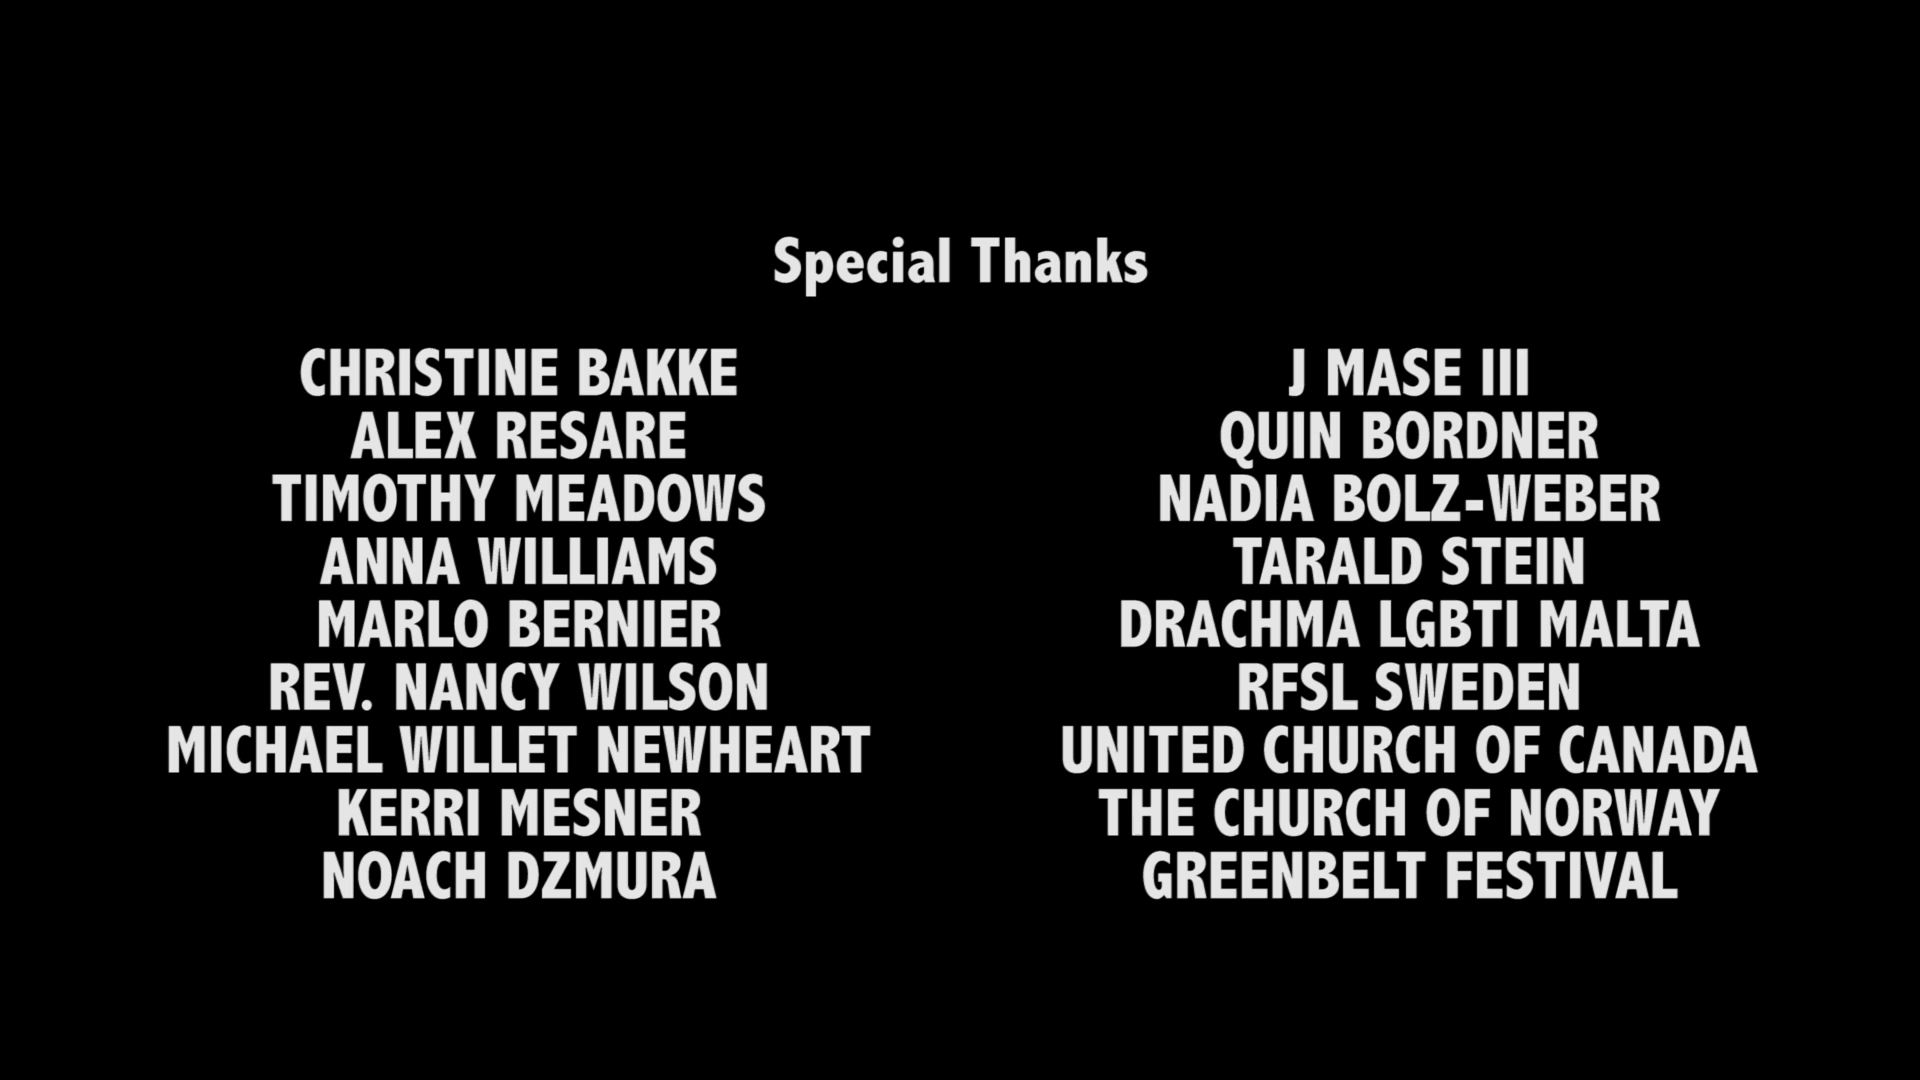 Special Thanks
CHRISTINE BAKKE
ALEX RESARE
TIMOTHY MEADOWS
ANNA WILLIAMS
MARLO BERNIER
REV. NANCY WILSON
MICHAEL WILLET NEWHEART
KERRI MESNER
NOACH DZMURA
J MASE III
QUIN BORDNER
NADIA BOLZ-WEBER
TARALD STEIN
DRACHMA LGBTI MALTA
RFSL SWEDEN
UNITED CHURCH OF CANADA
THE CHURCH OF NORWAY
GREENBELT FESTIVAL